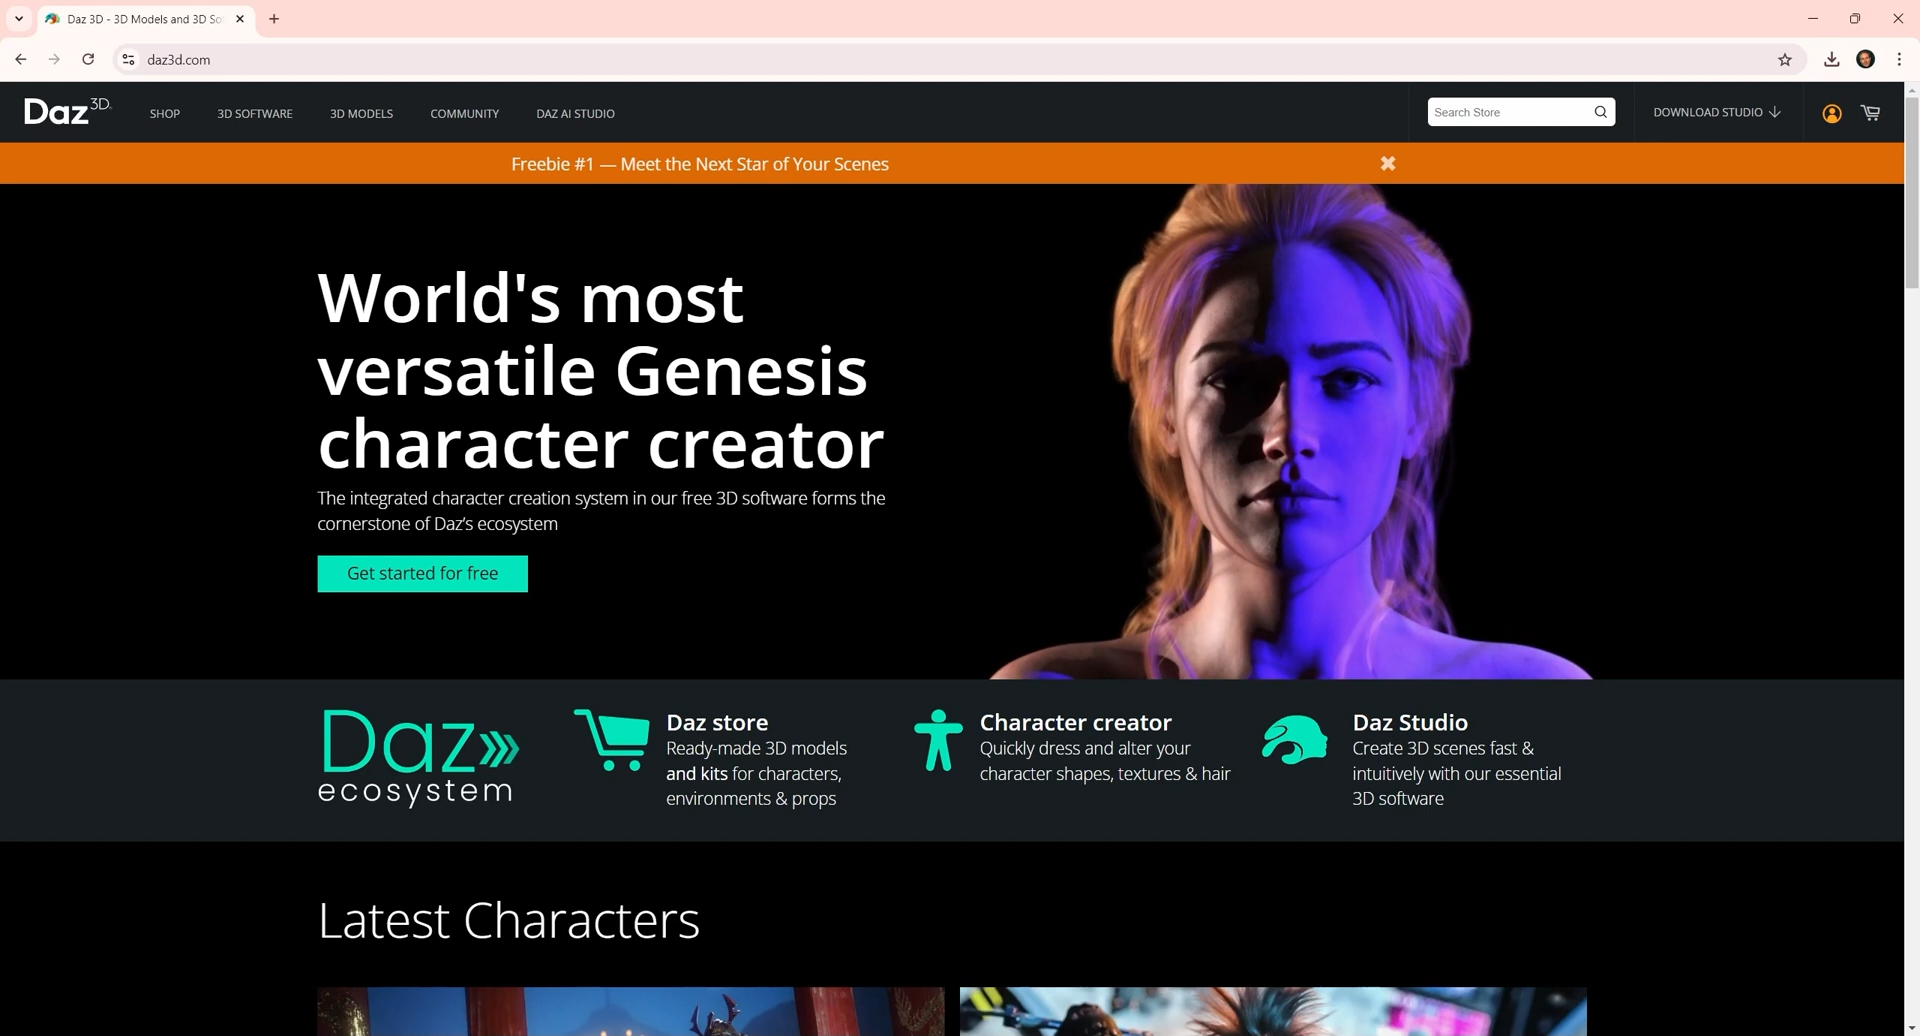 Daz 3D - 3D Models and 3D So
daz3d.com
Daz 3D
SHOP
3D SOFTWARE
3D MODELS
COMMUNITY
DAZ AI STUDIO
Search Store
DOWNLOAD STUDIO
Freebie #1 — Meet the Next Star of Your Scenes
World's most
versatile Genesis
character creator
The integrated character creation system in our free 3D software forms the
cornerstone of Daz’s ecosystem
Get started for free
Daz
ecosystem
Daz store
Ready-made 3D models
and kits for characters,
environments & props
Character creator
Quickly dress and alter your
character shapes, textures & hair
Daz Studio
Create 3D scenes fast &
intuitively with our essential
3D software
Latest Characters